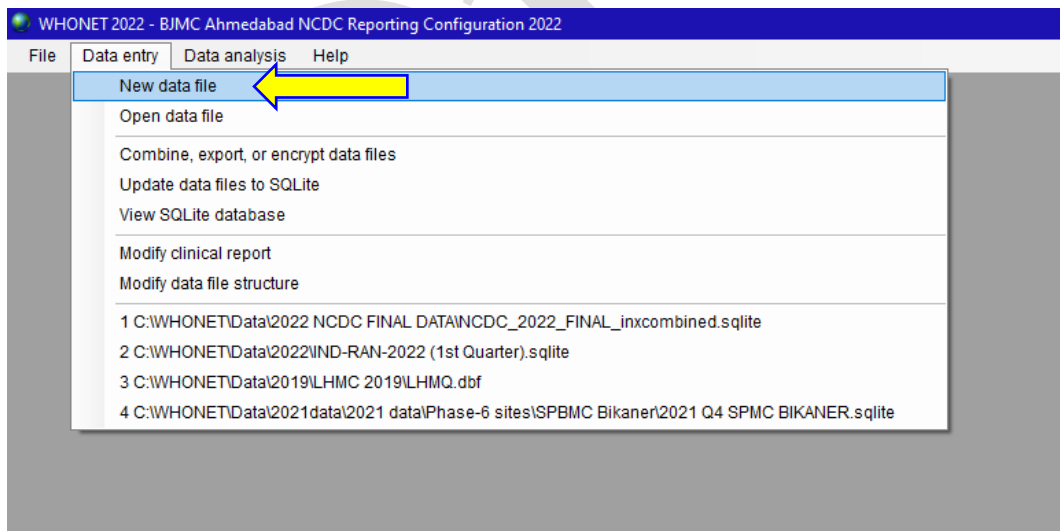 WHONET 2022 - BJMC Ahmedabad NCDC Reporting Configuration 2022
File Data entry Data analysis Help
New data file
Open data file
Combine, export, or encrypt data files
Update data files to SQLite
View SQLite database
Modify clinical report
Modify data file structure
1 C:\WHONET\Data\2022 NCDC FINAL DATA\NCDC_2022_FINAL_inxcombined.sqlite
2 C:\WHONET\Data\2022\IND-RAN-2022 (1st Quarter).sqlite
3 C:\WHONET\Data\2019\LHMC 2019\LHMQ.dbf
4 C:\WHONET\Data\2021data\2021 data\Phase-6 sites\SPBMC Bikaner\2021 Q4 SPMC BIKANER.sqlite